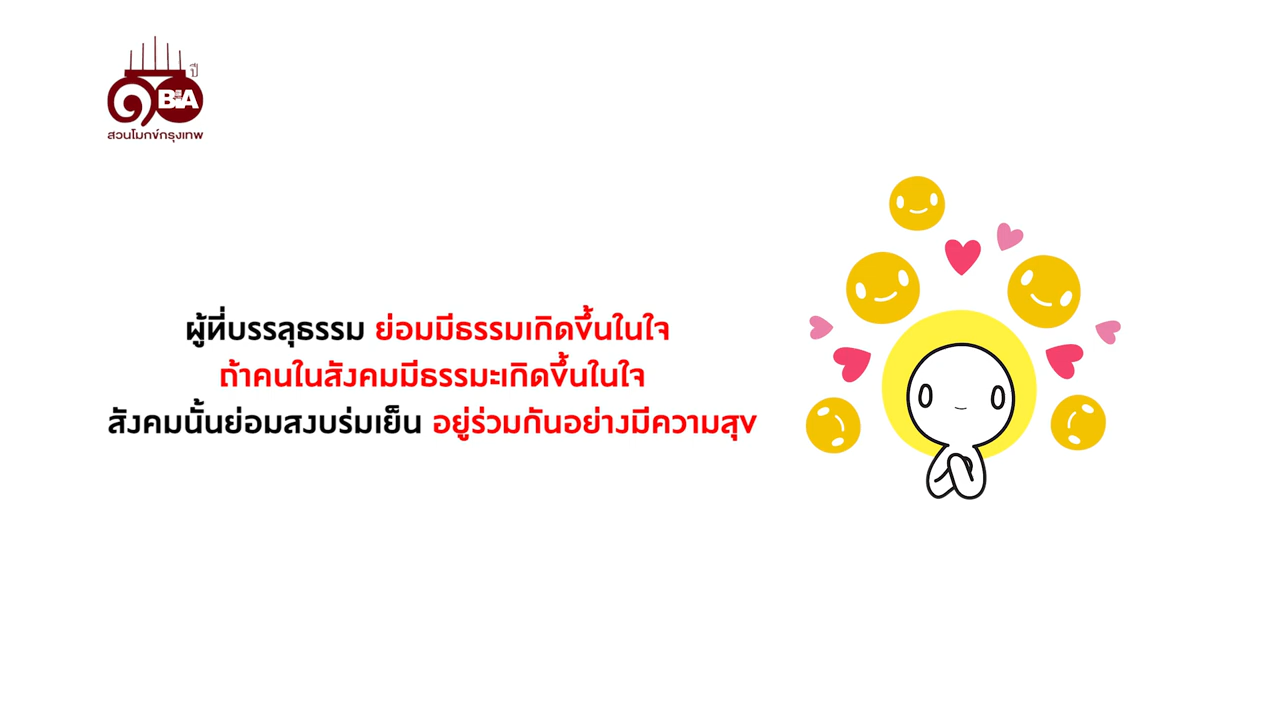 ๑๐ ปี
BIA
สวนโมกข์กรุงเทพ
ผู้ที่บรรลุธรรม ย่อมมีธรรมเกิดขึ้นในใจ
ถ้าคนในสังคมมีธรรมะเกิดขึ้นในใจ
สังคมนั้นย่อมสงบร่มเย็น อยู่ร่วมกันอย่างมีความสุข